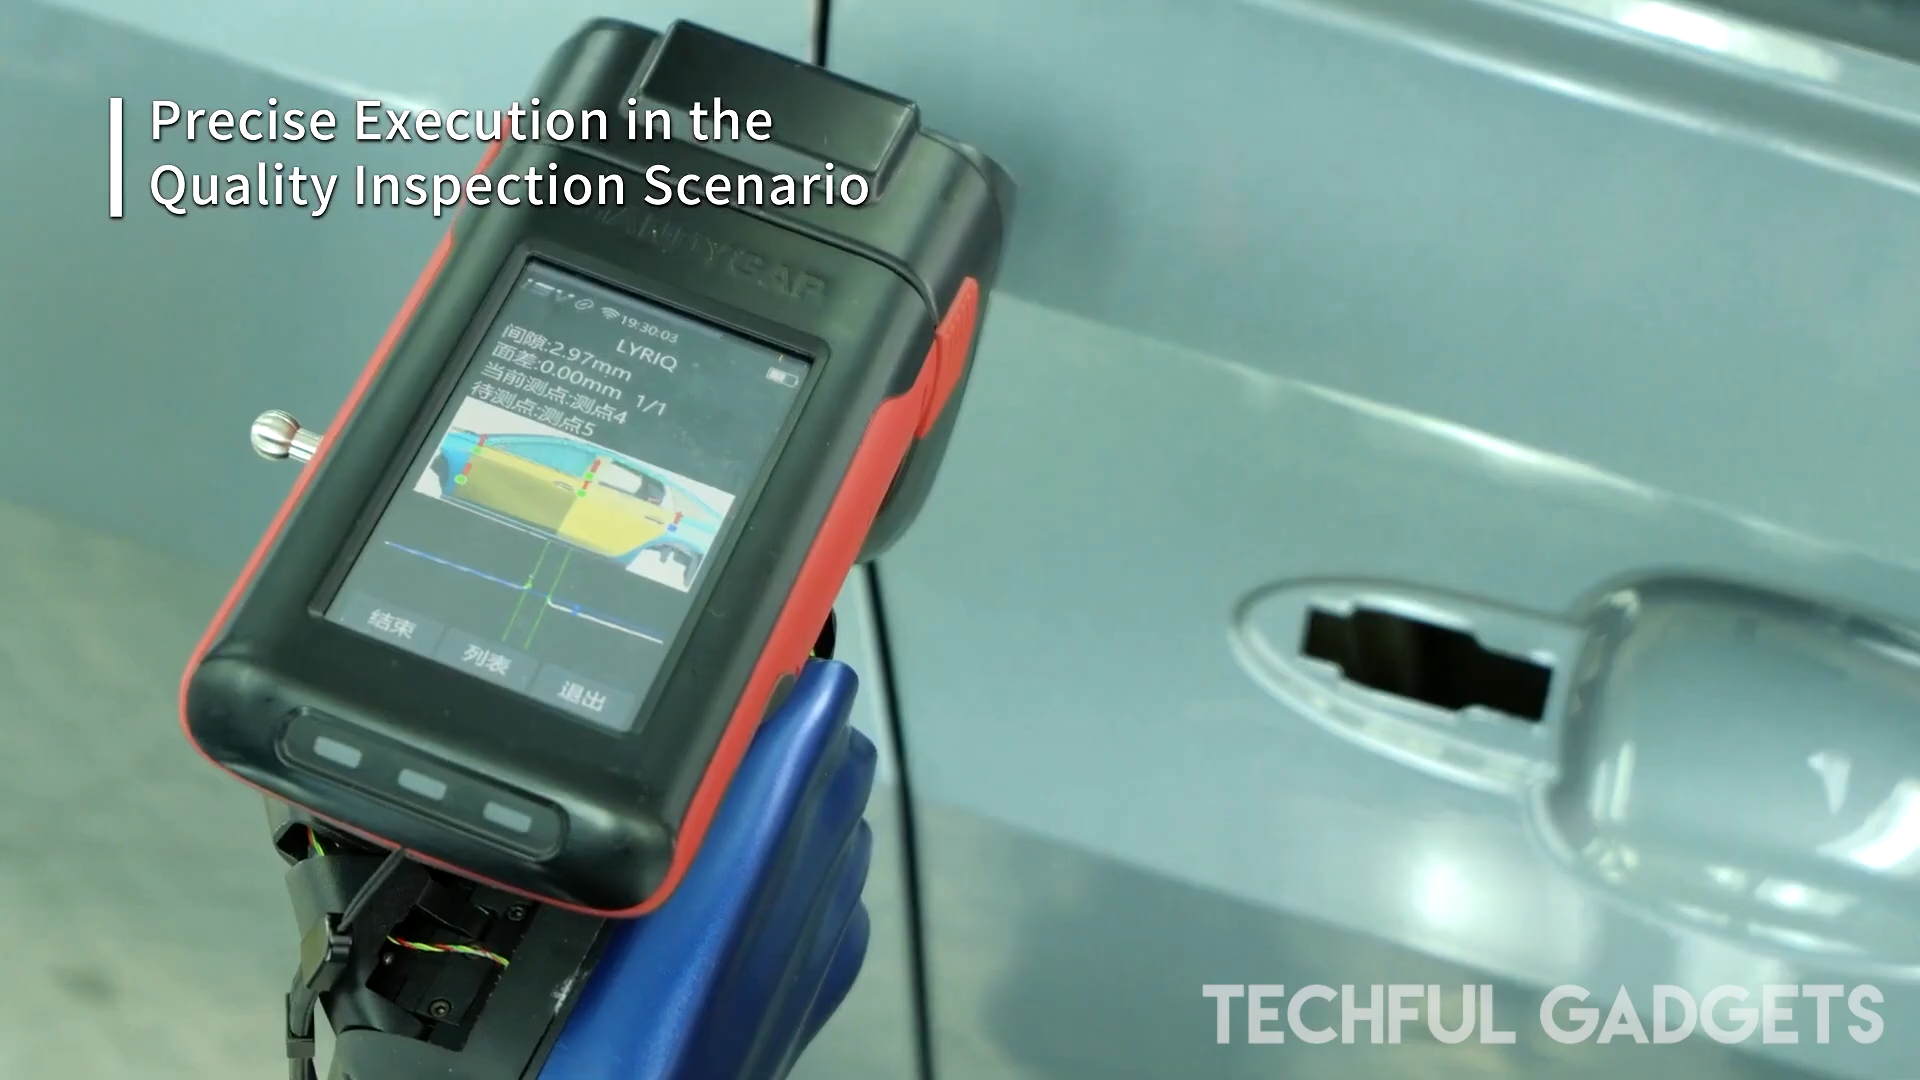 Precise Execution in the
Quality Inspection Scenario
HANDYGAP
19:30:03
LYRIQ
间隙:2.97mm
面差:0.00mm 1/1
当前测点:测点4
待测点:测点5
结束
列表
退出
TECHFUL GADGETS